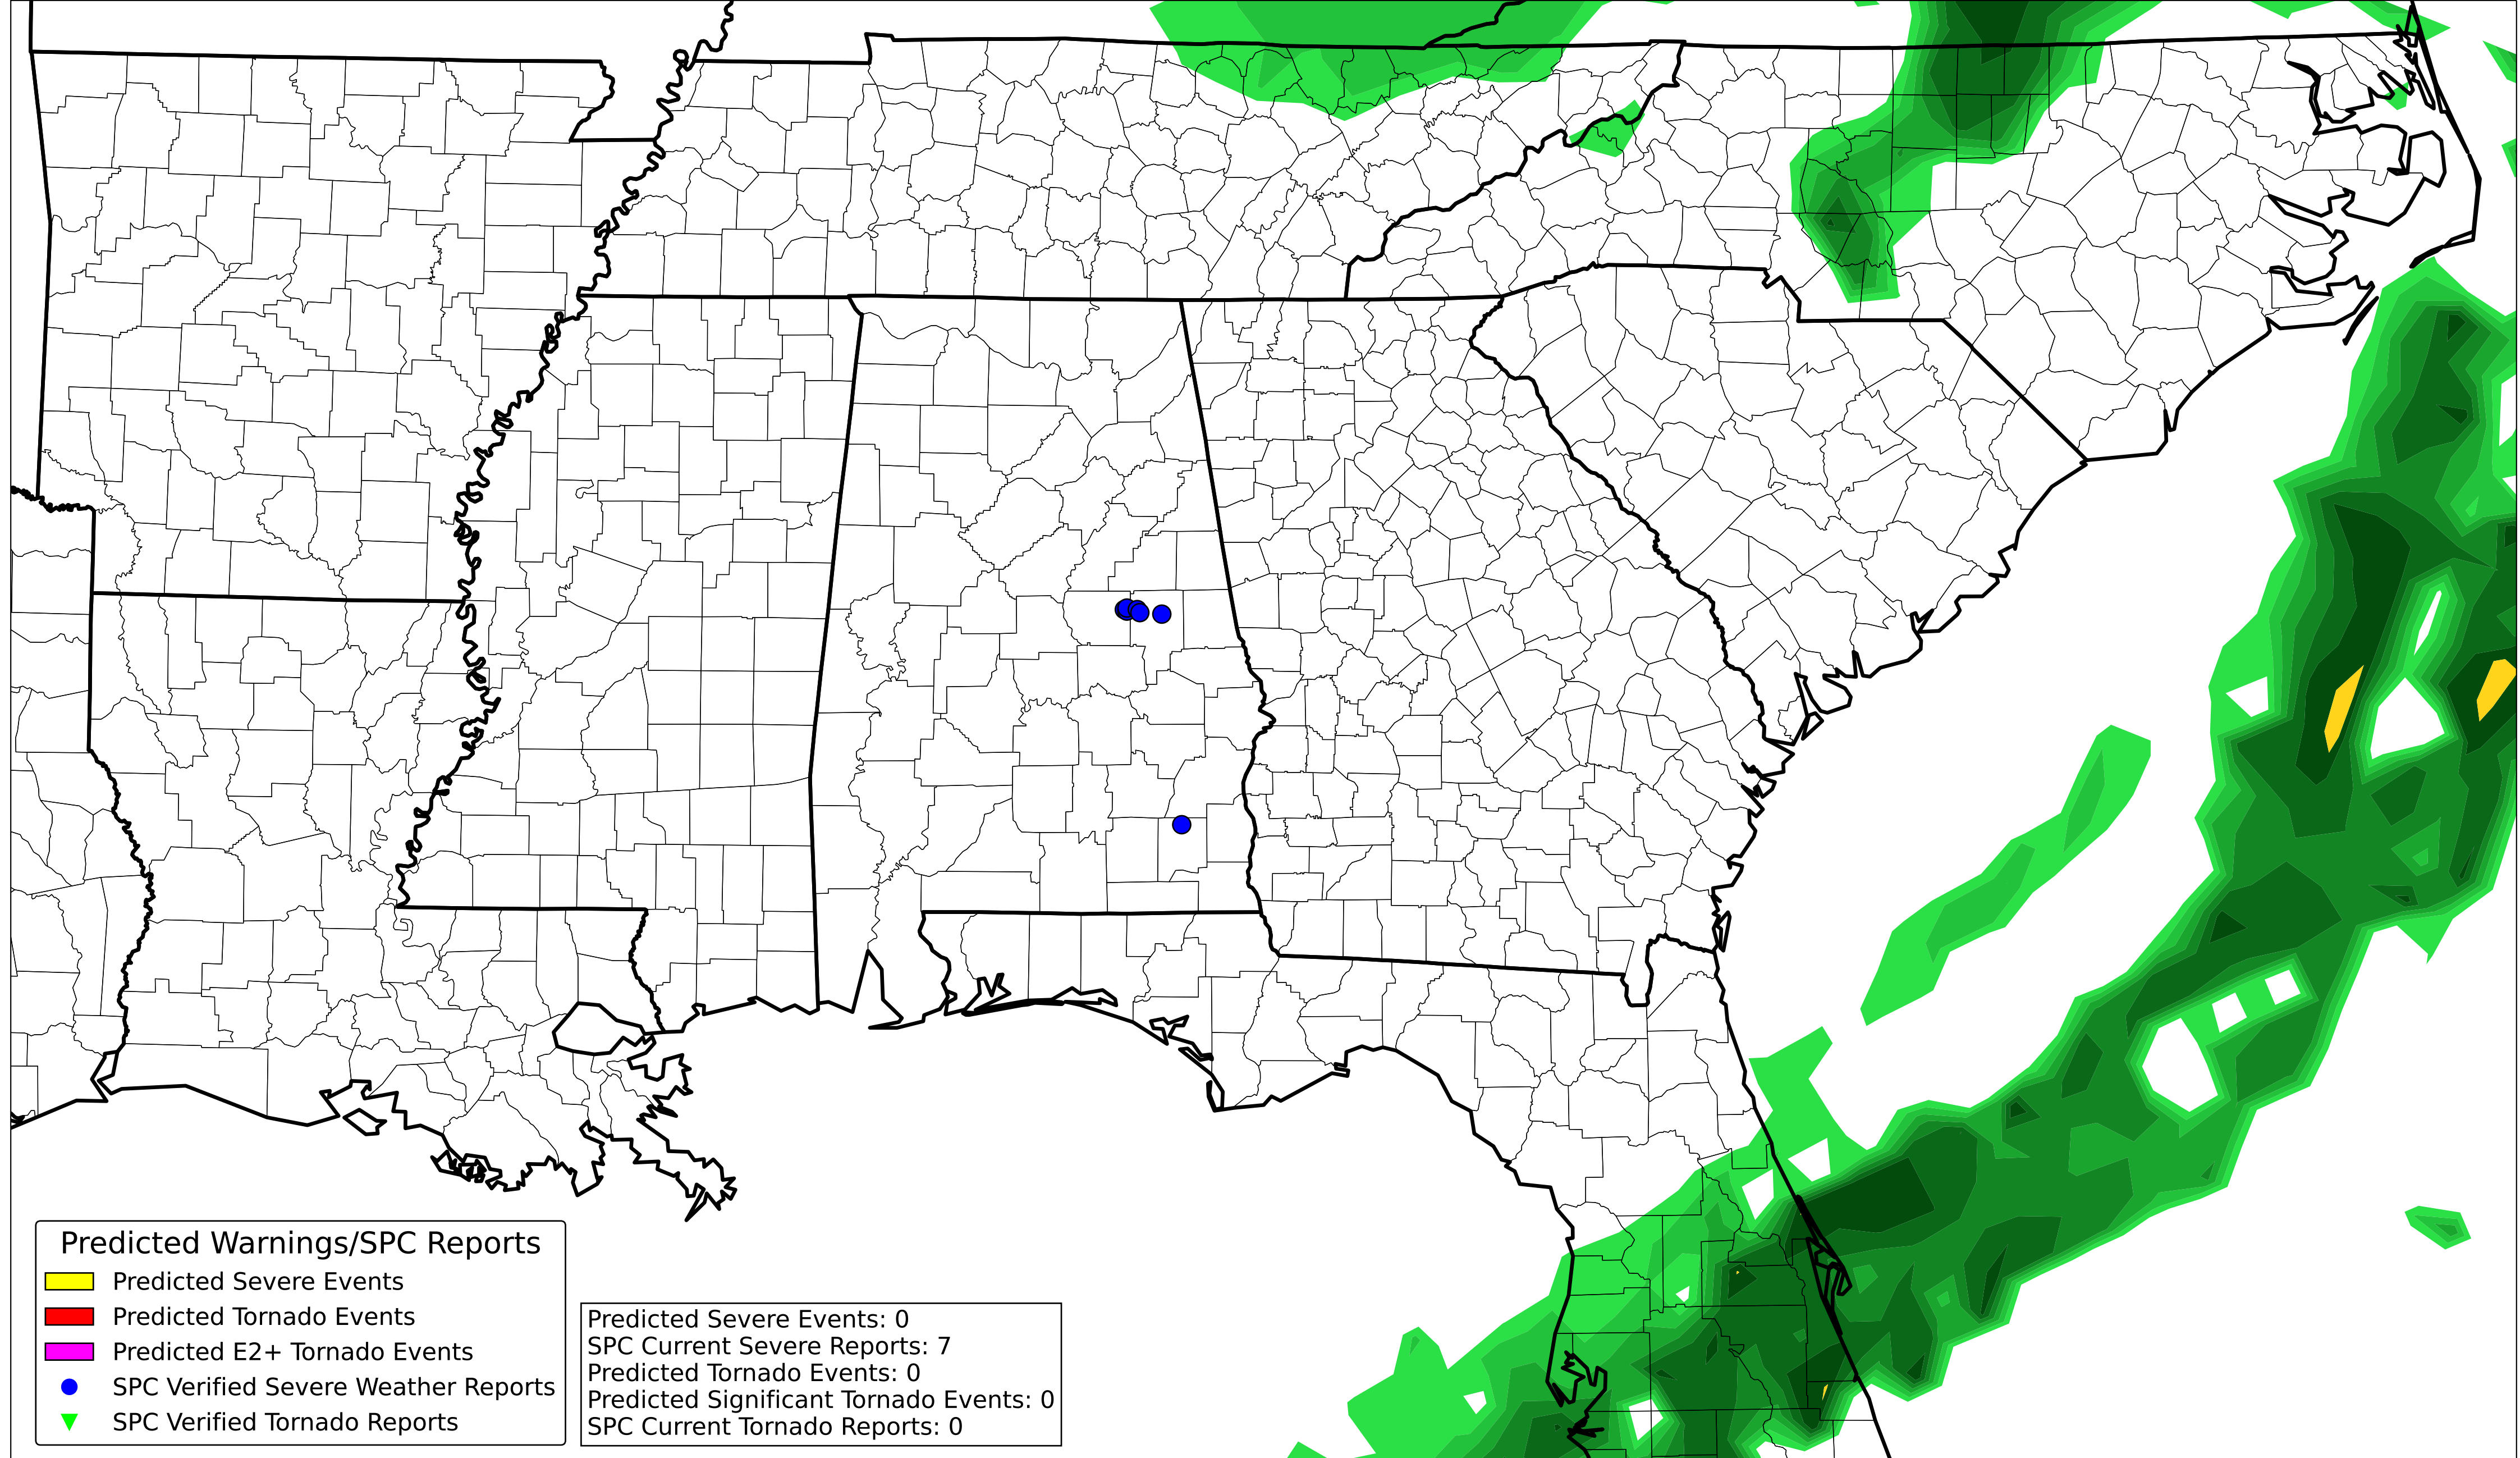 Predicted Warnings/SPC Reports
Predicted Severe Events
Predicted Tornado Events
Predicted E2+ Tornado Events
SPC Verified Severe Weather Reports
SPC Verified Tornado Reports
Predicted Severe Events: 0
SPC Current Severe Reports: 7
Predicted Tornado Events: 0
Predicted Significant Tornado Events: 0
SPC Current Tornado Reports: 0